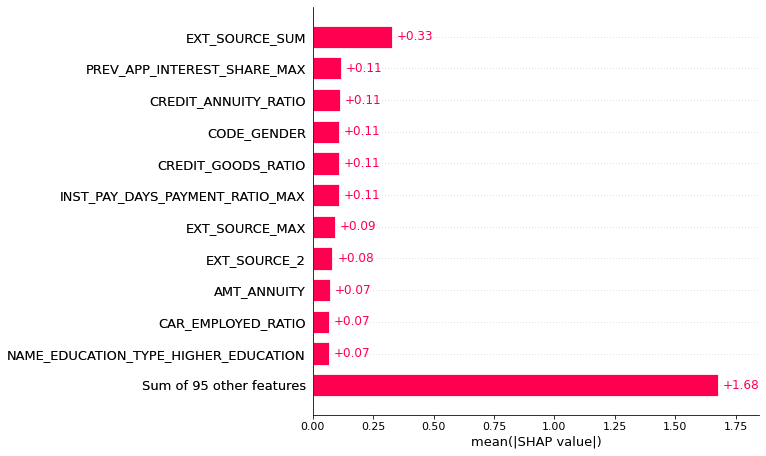 EXT_SOURCE_SUM +0.33
PREV_APP_INTEREST_SHARE_MAX +0.11
CREDIT_ANNUITY_RATIO +0.11
CODE_GENDER +0.11
CREDIT_GOODS_RATIO +0.11
INST_PAY_DAYS_PAYMENT_RATIO_MAX +0.11
EXT_SOURCE_MAX +0.09
EXT_SOURCE_2 +0.08
AMT_ANNUITY +0.07
CAR_EMPLOYED_RATIO +0.07
NAME_EDUCATION_TYPE_HIGHER_EDUCATION +0.07
Sum of 95 other features +1.68
0.00 0.25 0.50 0.75 1.00 1.25 1.50 1.75
mean(|SHAP value|)